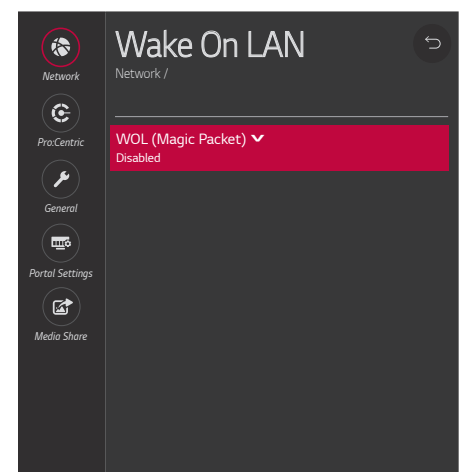 Wake On LAN
Network /
WOL (Magic Packet)
Disabled
Network
Pro:Centric
General
Portal Settings
Media Share